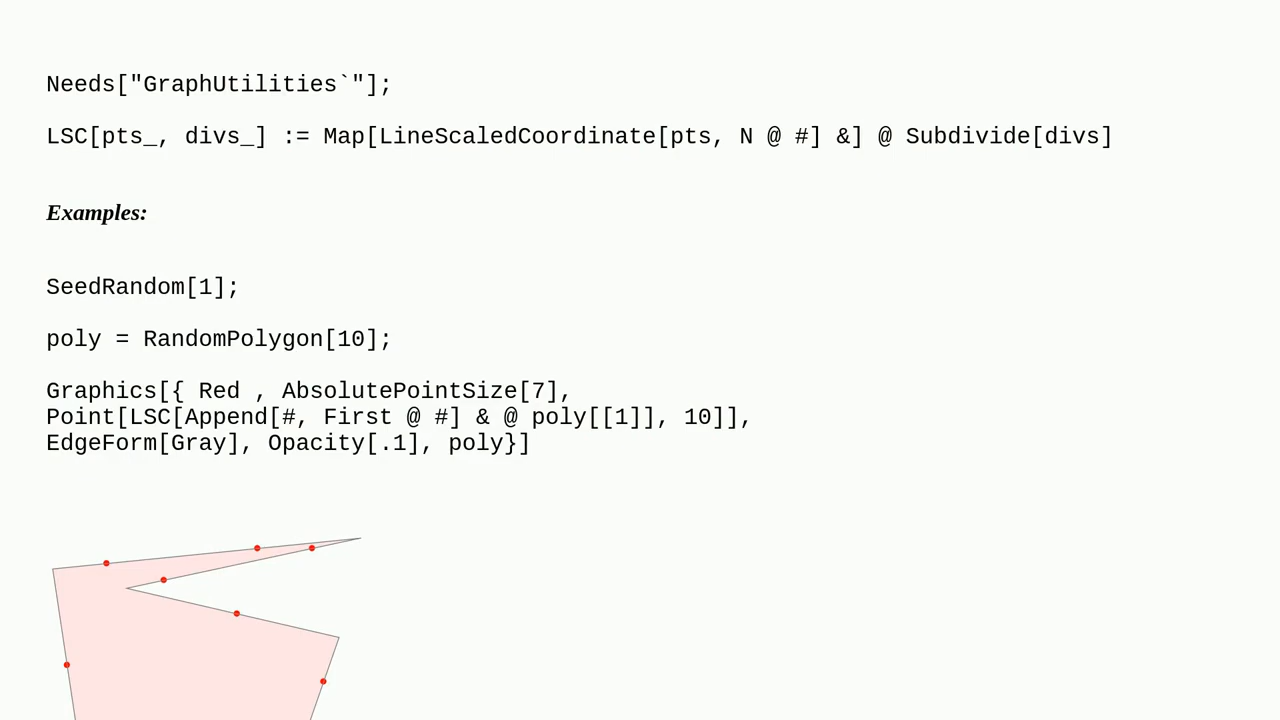 Needs["GraphUtilities`"];
LSC[pts_, divs_] := Map[LineScaledCoordinate[pts, N @ #] &] @ Subdivide[divs]
Examples:
SeedRandom[1];
poly = RandomPolygon[10];
Graphics[{ Red , AbsolutePointSize[7],
Point[LSC[Append[#, First @ #] & @ poly[[1]], 10]],
EdgeForm[Gray], Opacity[.1], poly}]